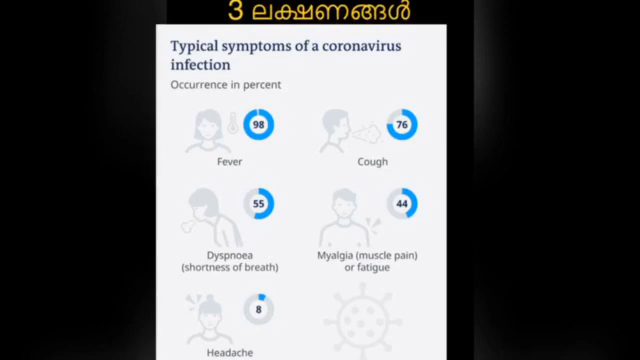 3 ലക്ഷണങ്ങൾ
Typical symptoms of a coronavirus
infection
Occurrence in percent
98
Fever
76
Cough
55
Dyspnoea
(shortness of breath)
44
Myalgia (muscle pain)
or fatigue
8
Headache